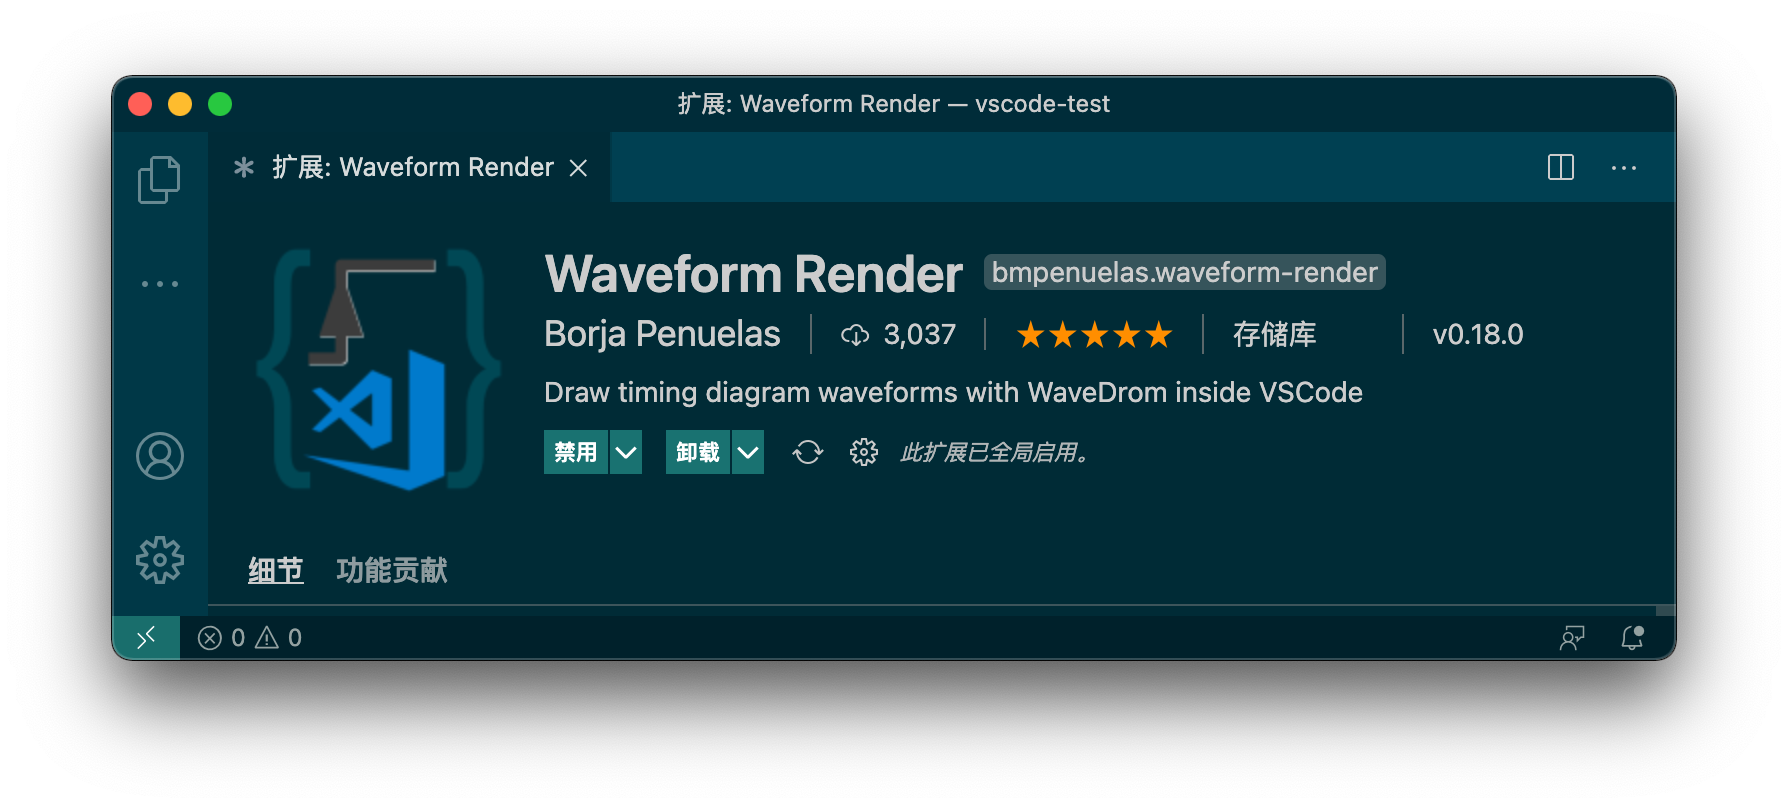 扩展: Waveform Render — vscode-test
扩展: Waveform Render
Waveform Render bmpenuelas.waveform-render
Borja Penuelas 3,037 存储库 v0.18.0
Draw timing diagram waveforms with WaveDrom inside VSCode
禁用 卸载 此扩展已全局启用。
细节 功能贡献
0 0